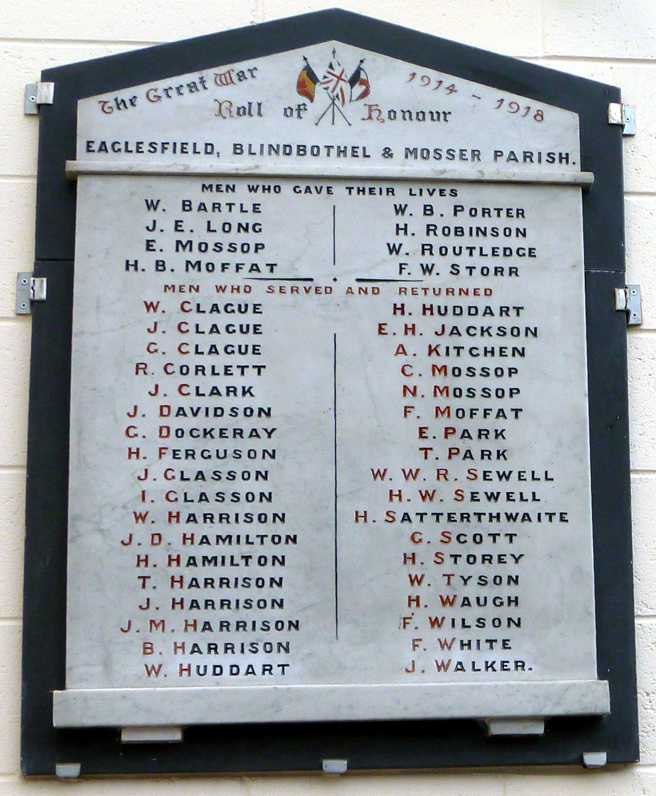 The Great War 1914 - 1918
Roll of Honour
EAGLESFIELD, BLINDBOTHEL & MOSSER PARISH.
MEN WHO GAVE THEIR LIVES
W. BARTLE
J. E. LONG
E. MOSSOP
H. B. MOFFAT
W. B. PORTER
H. ROBINSON
W. ROUTLEDGE
F. W. STORR
MEN WHO SERVED AND RETURNED
W. CLAGUE
J. CLAGUE
G. CLAGUE
R. CORLETT
J. CLARK
J. DAVIDSON
G. DOCKERAY
H. FERGUSON
J. GLASSON
I. GLASSON
W. HARRISON
J. D. HAMILTON
H. HAMILTON
T. HARRISON
J. HARRISON
J. M. HARRISON
B. HARRISON
W. HUDDART
H. HUDDART
E. H. JACKSON
A. KITCHEN
C. MOSSOP
N. MOSSOP
F. MOFFAT
E. PARK
T. PARK
W. W. R. SEWELL
H. W. SEWELL
H. SATTERTHWAITE
G. SCOTT
H. STOREY
W. TYSON
H. WAUGH
F. WILSON
F. WHITE
J. WALKER.